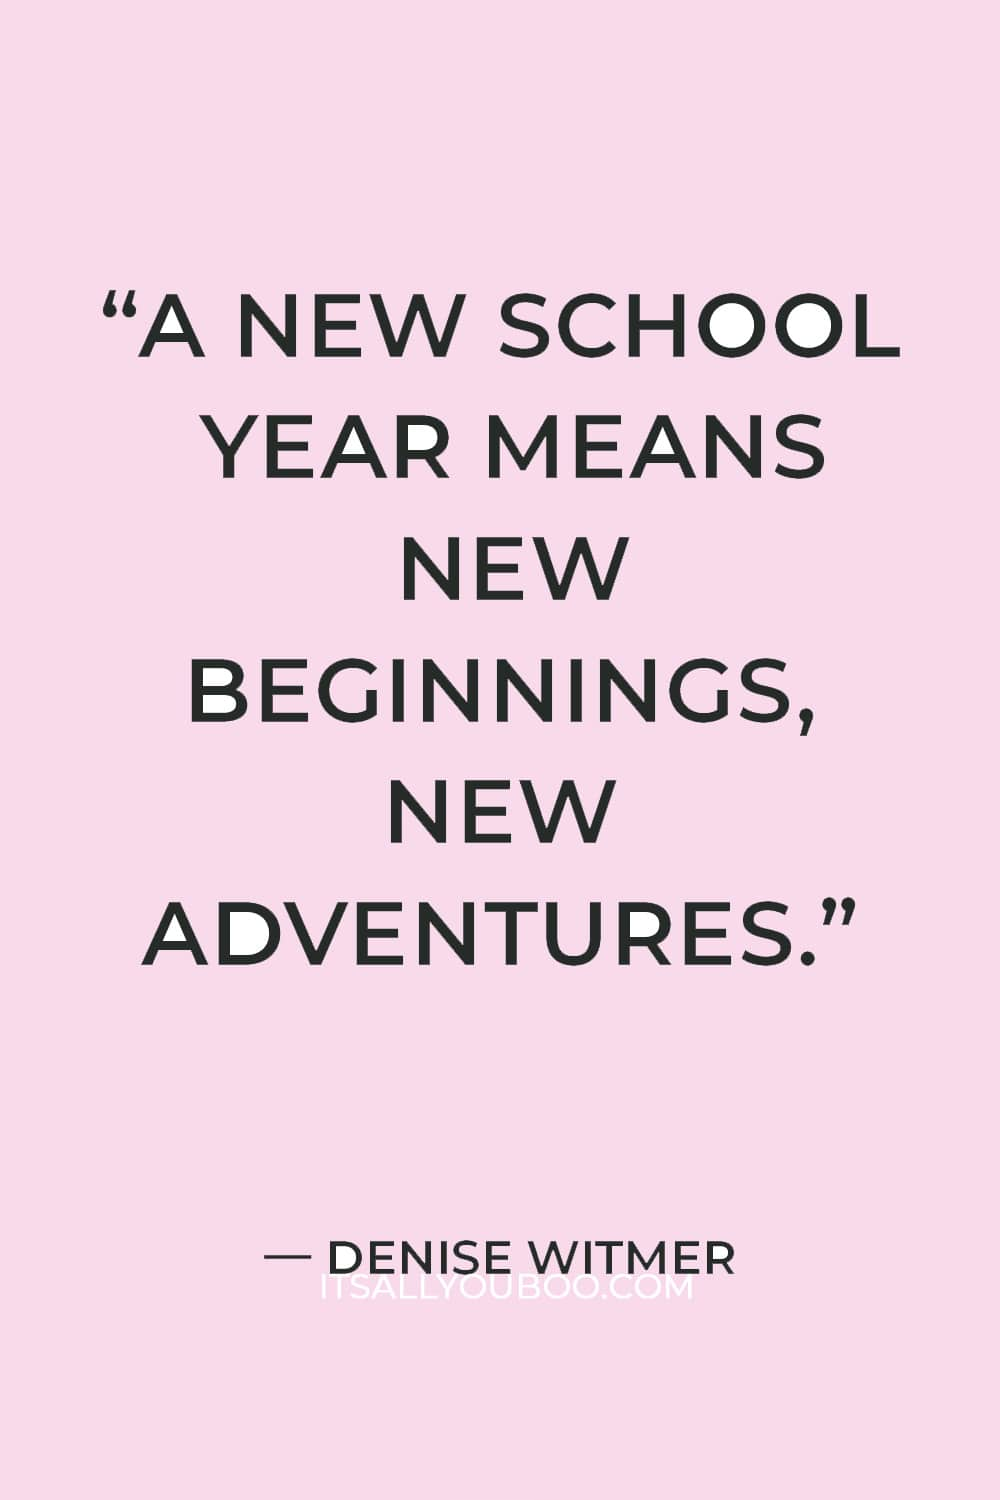 “A NEW SCHOOL
YEAR MEANS
NEW
BEGINNINGS,
NEW
ADVENTURES.”
— DENISE WITMER
ITSALLYOUBOO.COM